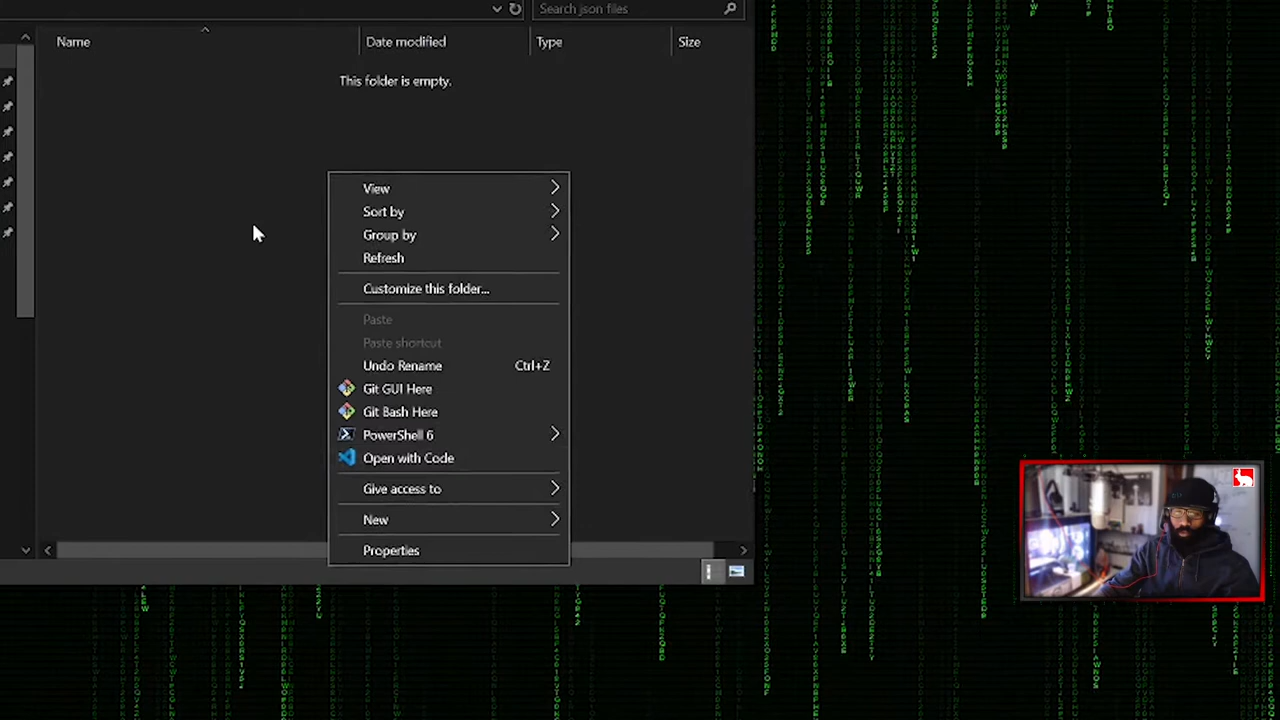 Search json files
Name
Date modified
Type
Size
This folder is empty.
View
Sort by
Group by
Refresh
Customize this folder...
Paste
Paste shortcut
Undo Rename Ctrl+Z
Git GUI Here
Git Bash Here
PowerShell 6
Open with Code
Give access to
New
Properties